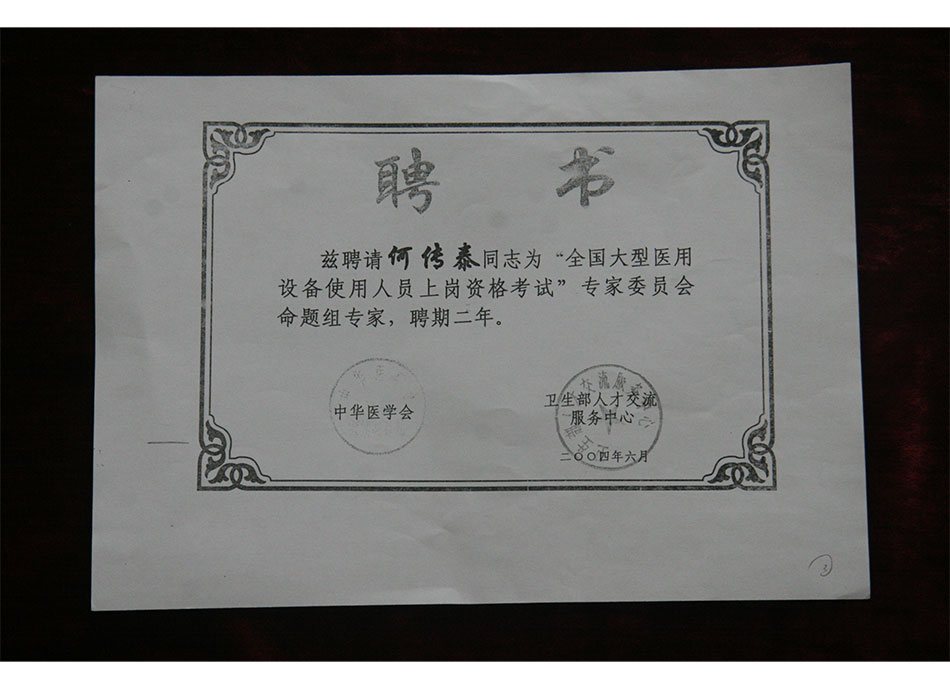 聘书
兹聘请何传泰同志为“全国大型医用
设备使用人员上岗资格考试”专家委员会
命题组专家，聘期二年。
中华医学会
卫生部人才交流
服务中心
二〇〇四年六月
3